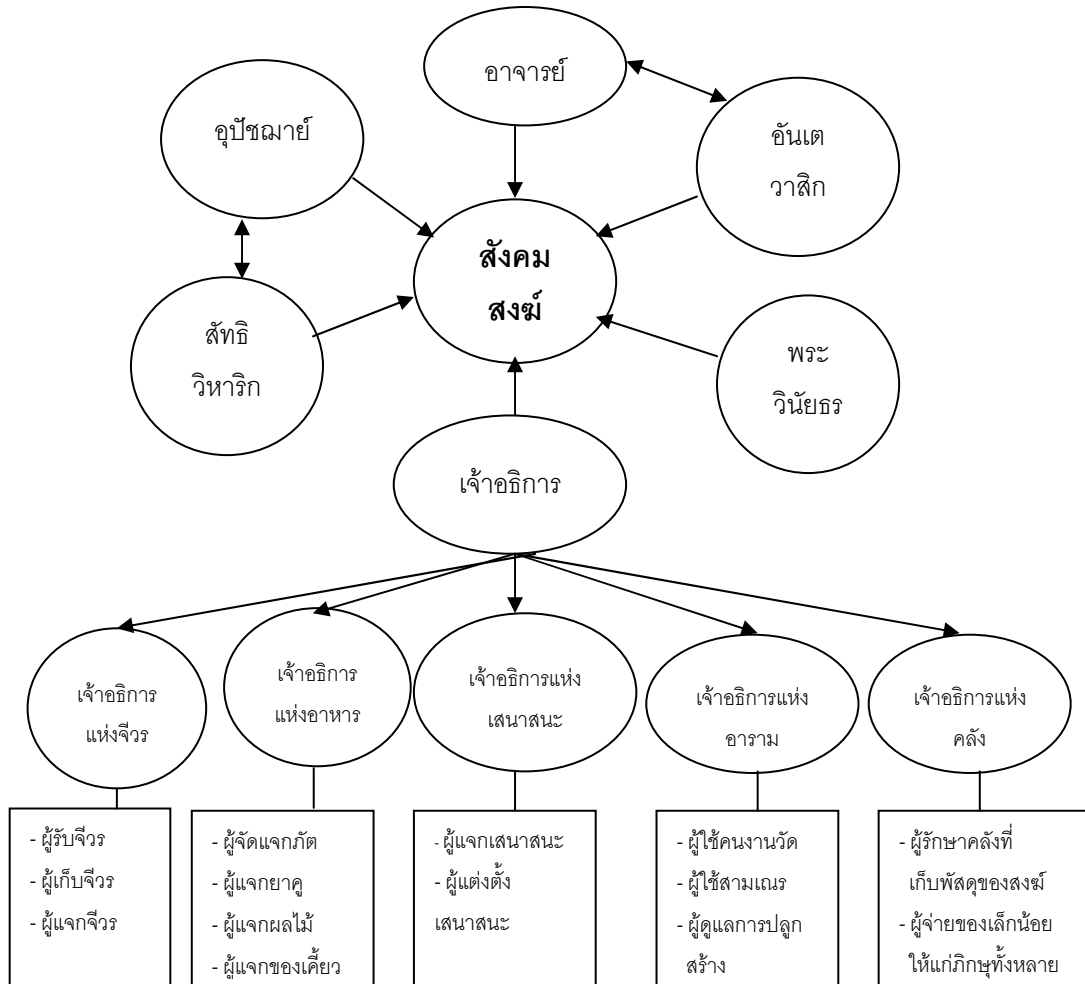 อาจารย์
อุปัชฌาย์
อันเต
วาสิก
สังคม
สงฆ์
สัทธิ
วิหาริก
พระ
วินัยธร
เจ้าอธิการ
เจ้าอธิการ
แห่งจีวร
เจ้าอธิการ
แห่งอาหาร
เจ้าอธิการแห่ง
เสนาสนะ
เจ้าอธิการแห่ง
อาราม
เจ้าอธิการแห่ง
คลัง
- ผู้รับจีวร
- ผู้เก็บจีวร
- ผู้แจกจีวร
- ผู้จัดแจกภัต
- ผู้แจกยาคู
- ผู้แจกผลไม้
- ผู้แจกของเคี้ยว
- ผู้แจกเสนาสนะ
- ผู้แต่งตั้ง
เสนาสนะ
- ผู้ใช้คนงานวัด
- ผู้ใช้สามเณร
- ผู้ดูแลการปลูก
สร้าง
- ผู้รักษาคลังที่
เก็บพัสดุของสงฆ์
- ผู้จ่ายของเล็กน้อย
ให้แก่ภิกษุทั้งหลาย